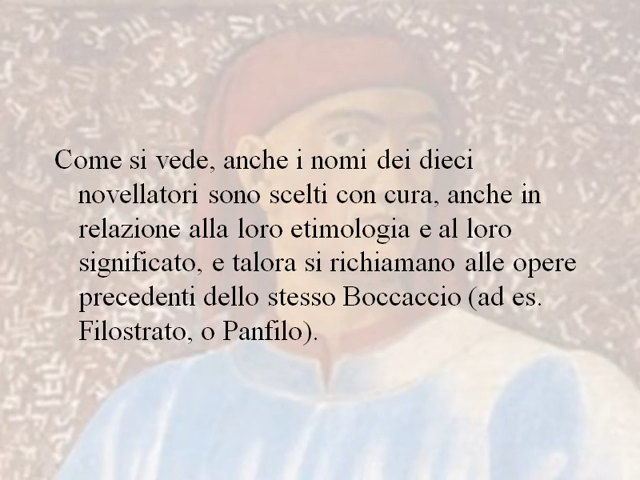 Come si vede, anche i nomi dei dieci
novellatori sono scelti con cura, anche in
relazione alla loro etimologia e al loro
significato, e talora si richiamano alle opere
precedenti dello stesso Boccaccio (ad es.
Filostrato, o Panfilo).